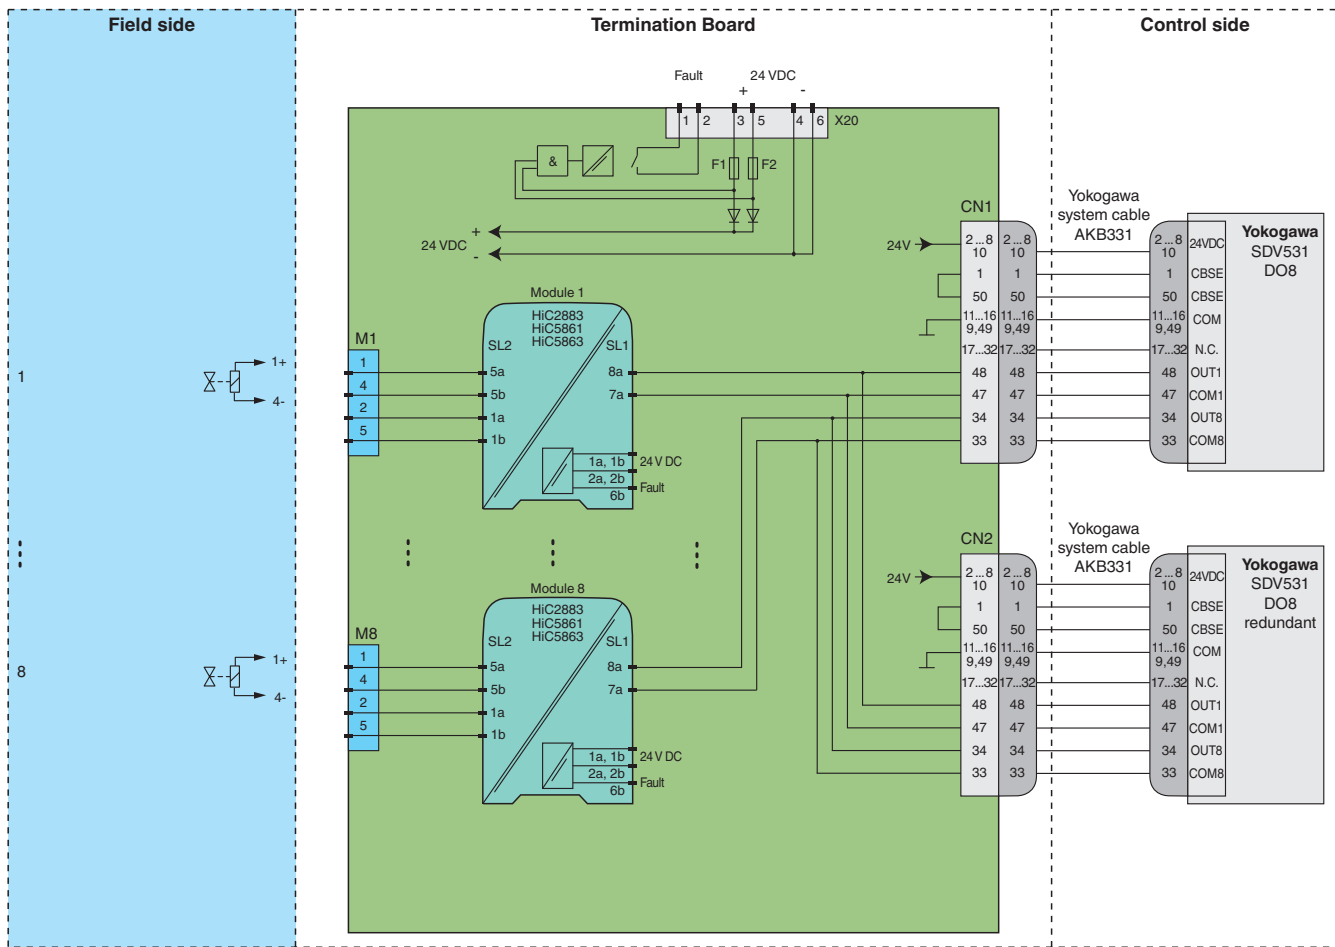 Field side
Termination Board
Control side
Fault
24 VDC
+
-
1
2
3
5
4
6
X20
&
F1
F2
+
24 VDC
-
CN1
24V
2...8
10
2...8
10
1
1
50
50
11...16
9,49
11...16
9,49
17...32
17...32
48
48
47
47
34
34
33
33
Yokogawa
system cable
AKB331
2...8
10
24VDC
1
CBSE
50
CBSE
11...16
9,49
COM
17...32
N.C.
48
OUT1
47
COM1
34
OUT8
33
COM8
Yokogawa
SDV531
DO8
1
1+
4-
M1
1
4
2
5
Module 1
HiC2883
HiC5861
HiC5863
SL2
SL1
5a
5b
1a
1b
8a
7a
1a, 1b
24 V DC
2a, 2b
Fault
6b
CN2
24V
2...8
10
2...8
10
1
1
50
50
11...16
9,49
11...16
9,49
17...32
17...32
48
48
47
47
34
34
33
33
Yokogawa
system cable
AKB331
2...8
10
24VDC
1
CBSE
50
CBSE
11...16
9,49
COM
17...32
N.C.
48
OUT1
47
COM1
34
OUT8
33
COM8
Yokogawa
SDV531
DO8
redundant
8
1+
4-
M8
1
4
2
5
Module 8
HiC2883
HiC5861
HiC5863
SL2
SL1
5a
5b
1a
1b
8a
7a
1a, 1b
24 V DC
2a, 2b
Fault
6b